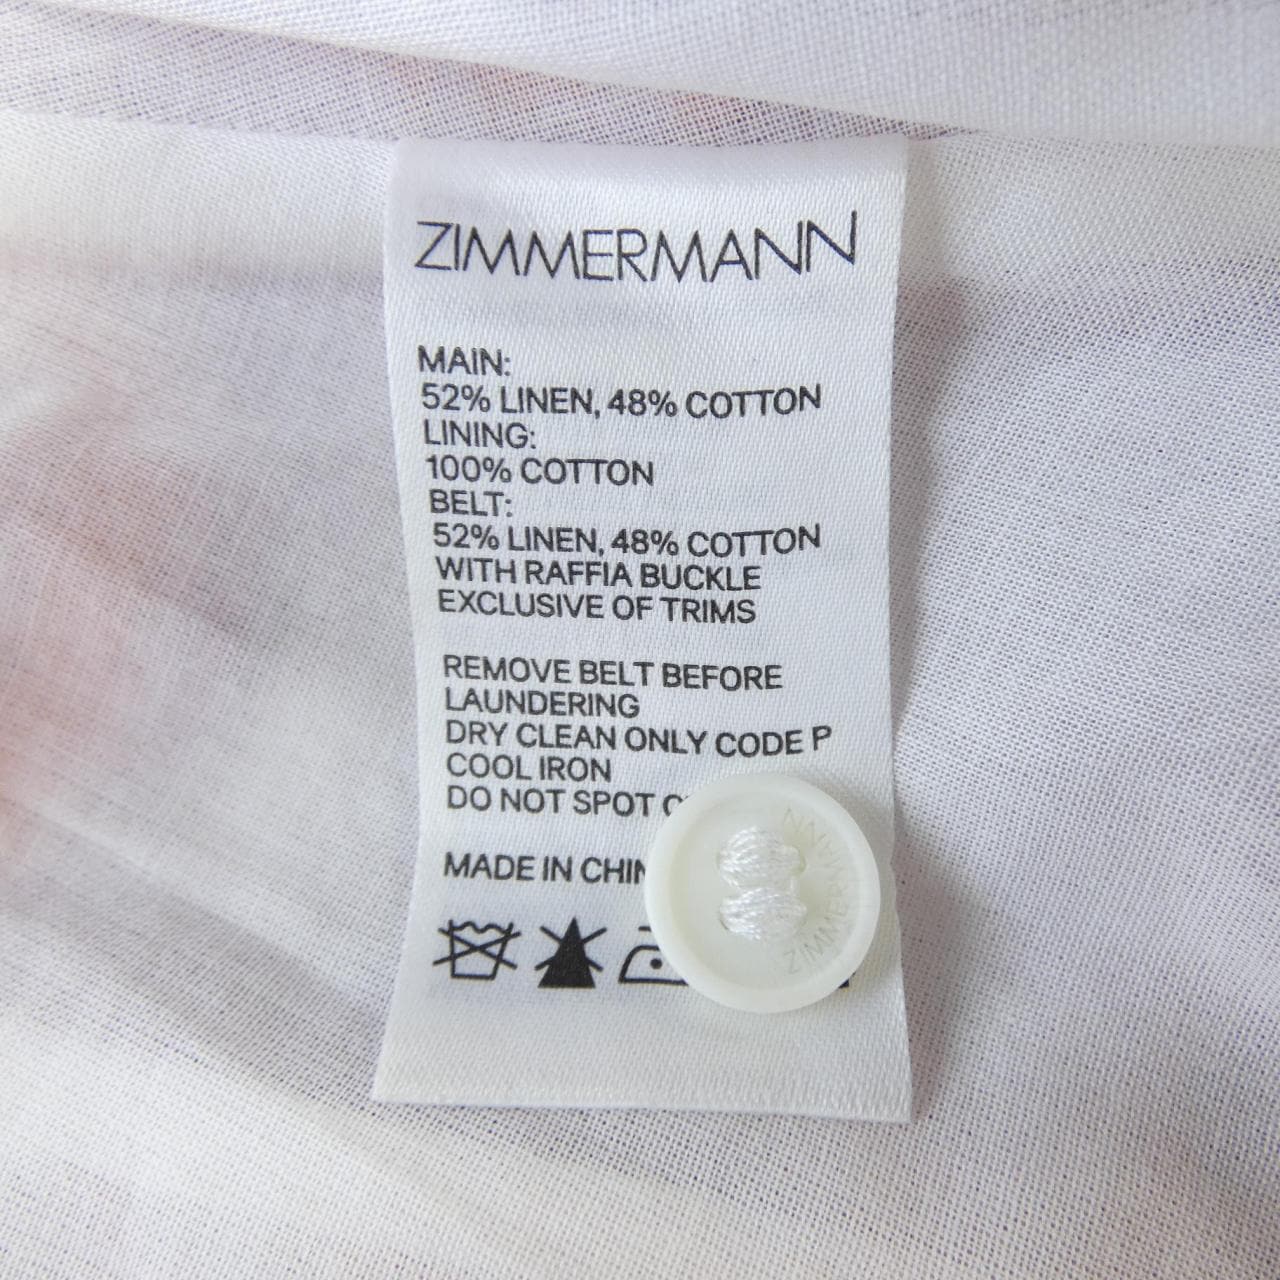 ZIMMERMANN
MAIN:
52% LINEN, 48% COTTON
LINING:
100% COTTON
BELT:
52% LINEN, 48% COTTON
WITH RAFFIA BUCKLE
EXCLUSIVE OF TRIMS
REMOVE BELT BEFORE
LAUNDERING
DRY CLEAN ONLY CODE P
COOL IRON
DO NOT SPOT
MADE IN
ZIMMERMANN